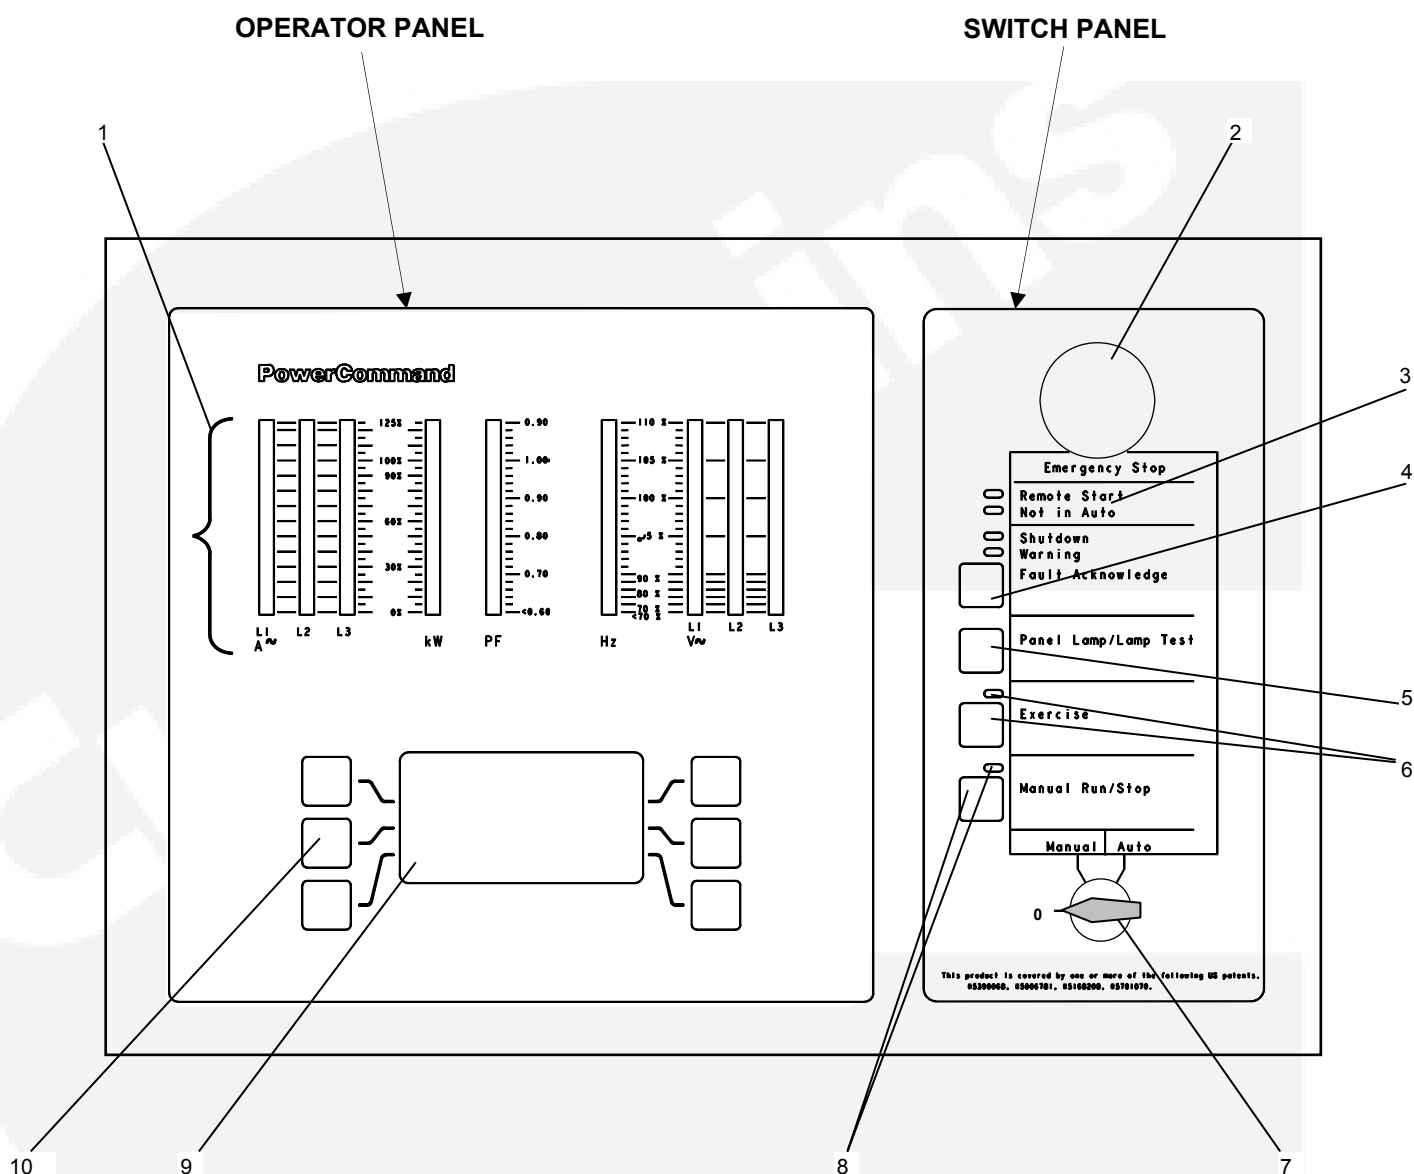 OPERATOR PANEL
SWITCH PANEL
1
2
3
4
PowerCommand
125%
100%
90%
60%
30%
0%
0.90
1.00
0.90
0.80
0.70
<0.60
110 %
105 %
100 %
95 %
90 %
80 %
70 %
<70 %
L1
A~
L2
L3
kW
PF
Hz
L1
V~
L2
L3
Emergency Stop
Remote Start
Not in Auto
Shutdown
Warning
Fault Acknowledge
Panel Lamp/Lamp Test
Exercise
Manual Run/Stop
Manual
Auto
0
This product is covered by one or more of the following US patents.
5
6
10
9
8
7